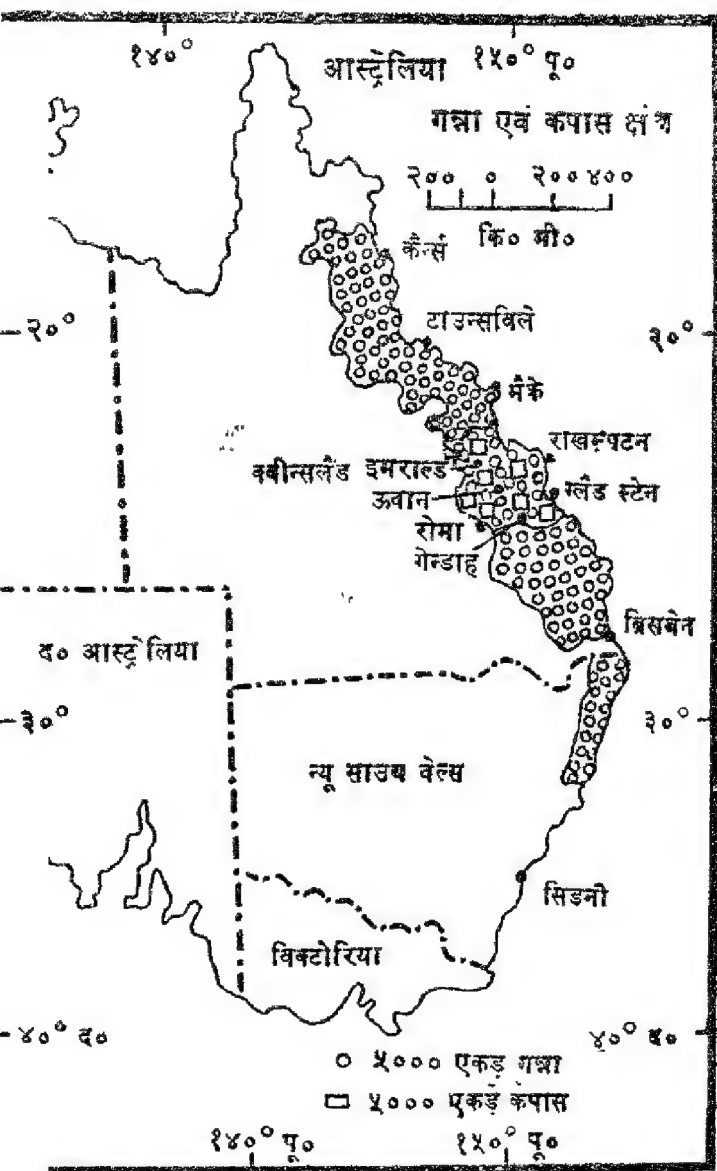 १४०° १५०° पू०
आस्ट्रेलिया
गन्ना एवं कपास क्षेत्र
२०० ० २०० ४००
कि० मी०
कैर्न्स
२०° २०°
टाउन्सविले
मैके
राखहंपटन
क्वीन्सलैंड इमराल्ड
ग्लैड स्टेन
ऊवान
रोमा
गेन्डाह
ब्रिसबेन
द० आस्ट्रेलिया
३०° ३०°
न्यू साउथ वेल्स
सिडनी
विक्टोरिया
४०° द० ४०° द०
५००० एकड़ गन्ना
५००० एकड़ कपास
१४०° पू० १५०° पू०